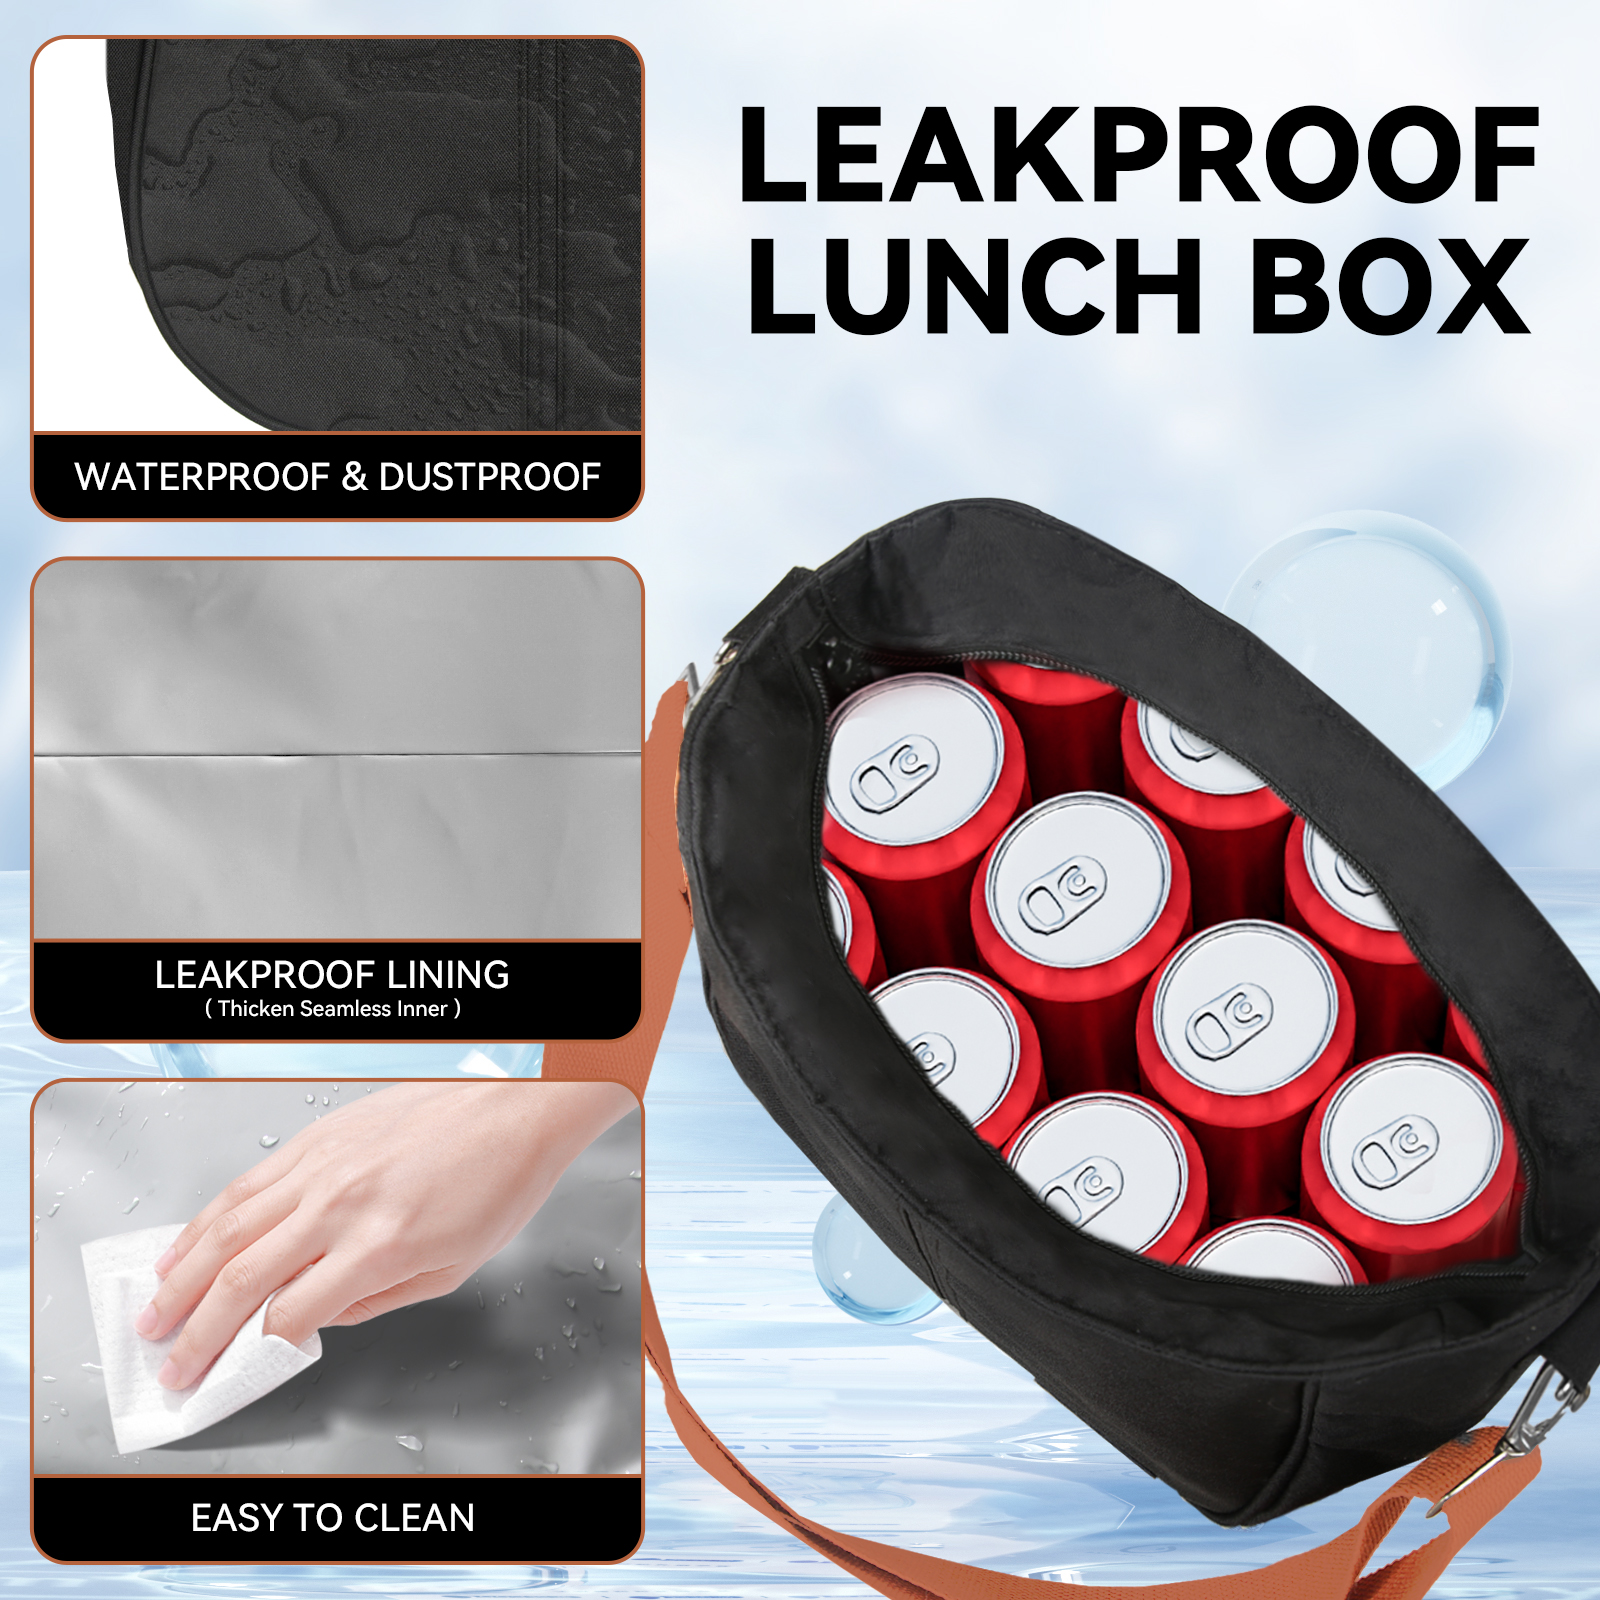 LEAKPROOF
LUNCH BOX
WATERPROOF & DUSTPROOF
LEAKPROOF LINING
( Thicken Seamless Inner )
EASY TO CLEAN